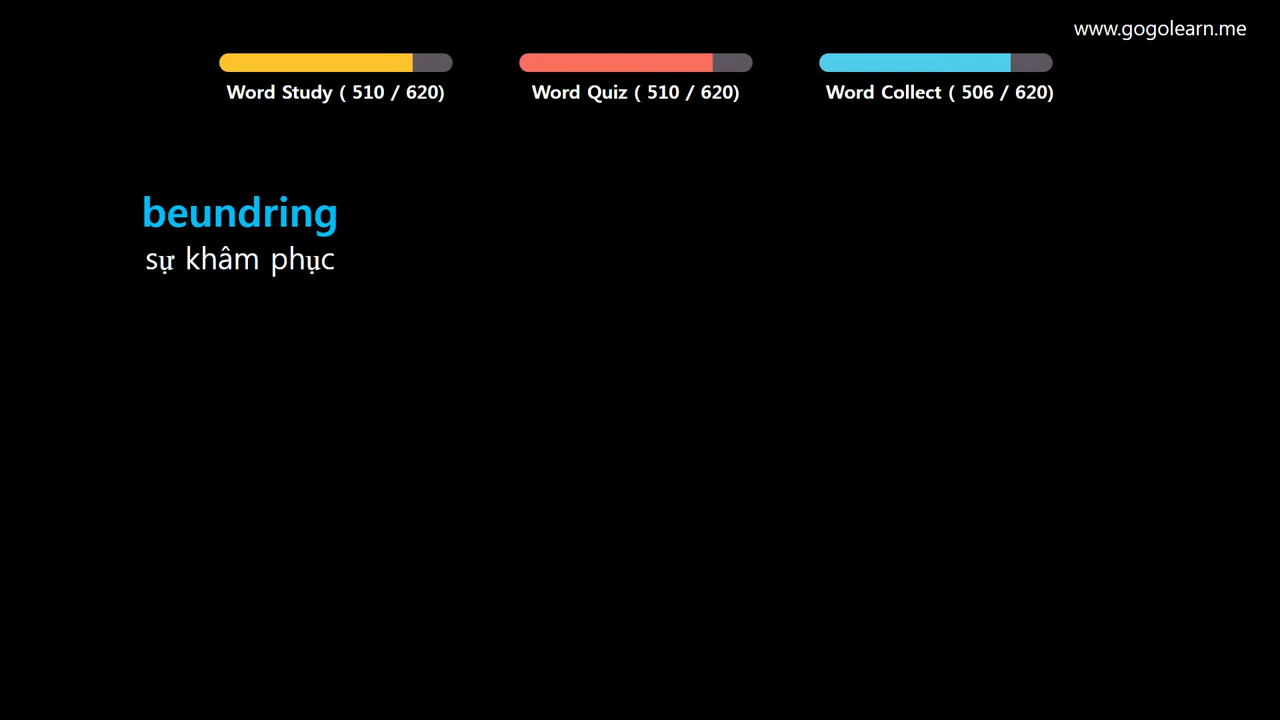 www.gogolearn.me
Word Study ( 510 / 620)
Word Quiz ( 510 / 620)
Word Collect ( 506 / 620)
beundring
sự khâm phục